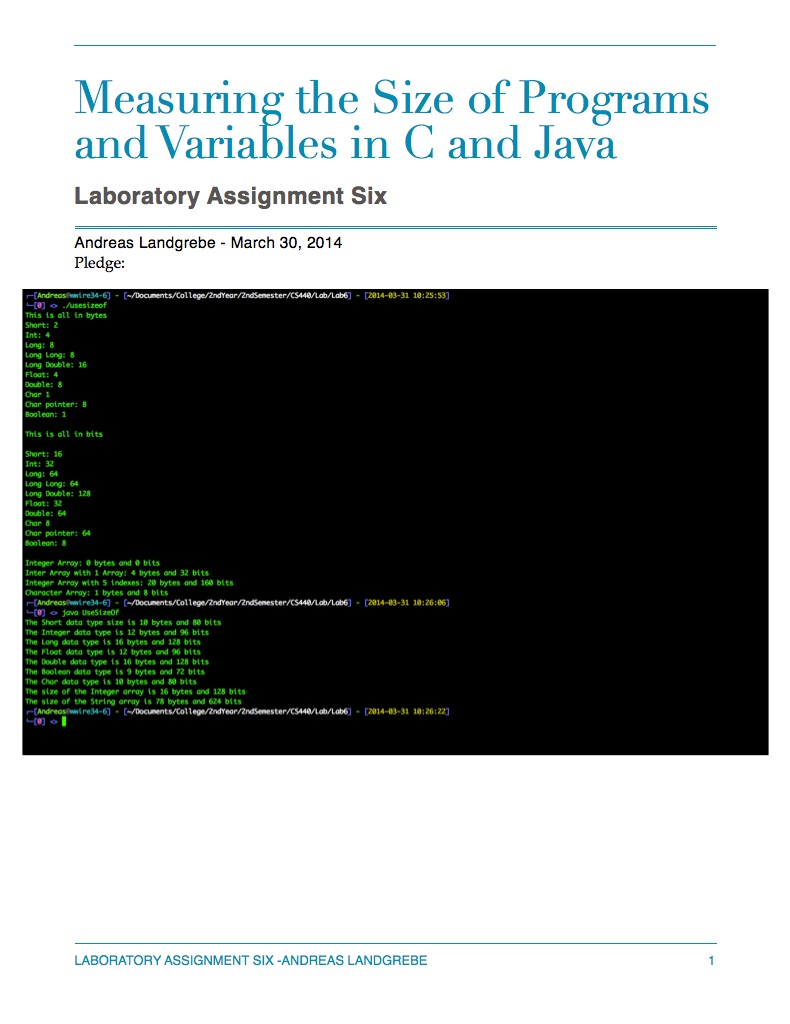 Measuring the Size of Programs
and Variables in C and Java
Laboratory Assignment Six
Andreas Landgrebe - March 30, 2014
Pledge:
┌─[Andreas@wwire34-6] - [~/Documents/College/2ndYear/2ndSemester/CS440/Lab/Lab6] - [2014-03-31 10:25:53]
└─[0] <> ./usesizeof
This is all in bytes
Short: 2
Int: 4
Long: 8
Long Long: 8
Long Double: 16
Float: 4
Double: 8
Char 1
Char pointer: 8
Boolean: 1
This is all in bits
Short: 16
Int: 32
Long: 64
Long Long: 64
Long Double: 128
Float: 32
Double: 64
Char 8
Char pointer: 64
Boolean: 8
Integer Array: 0 bytes and 0 bits
Inter Array with 1 Array: 4 bytes and 32 bits
Integer Array with 5 indexes: 20 bytes and 160 bits
Character Array: 1 bytes and 8 bits
┌─[Andreas@wwire34-6] - [~/Documents/College/2ndYear/2ndSemester/CS440/Lab/Lab6] - [2014-03-31 10:26:06]
└─[0] <> java UseSizeOf
The Short data type size is 10 bytes and 80 bits
The Integer data type is 12 bytes and 96 bits
The Long data type is 16 bytes and 128 bits
The Float data type is 12 bytes and 96 bits
The Double data type is 16 bytes and 128 bits
The Boolean data type is 9 bytes and 72 bits
The Char data type is 10 bytes and 80 bits
The size of the Integer array is 16 bytes and 128 bits
The size of the String array is 78 bytes and 624 bits
┌─[Andreas@wwire34-6] - [~/Documents/College/2ndYear/2ndSemester/CS440/Lab/Lab6] - [2014-03-31 10:26:22]
└─[0] <>
LABORATORY ASSIGNMENT SIX -ANDREAS LANDGREBE 1